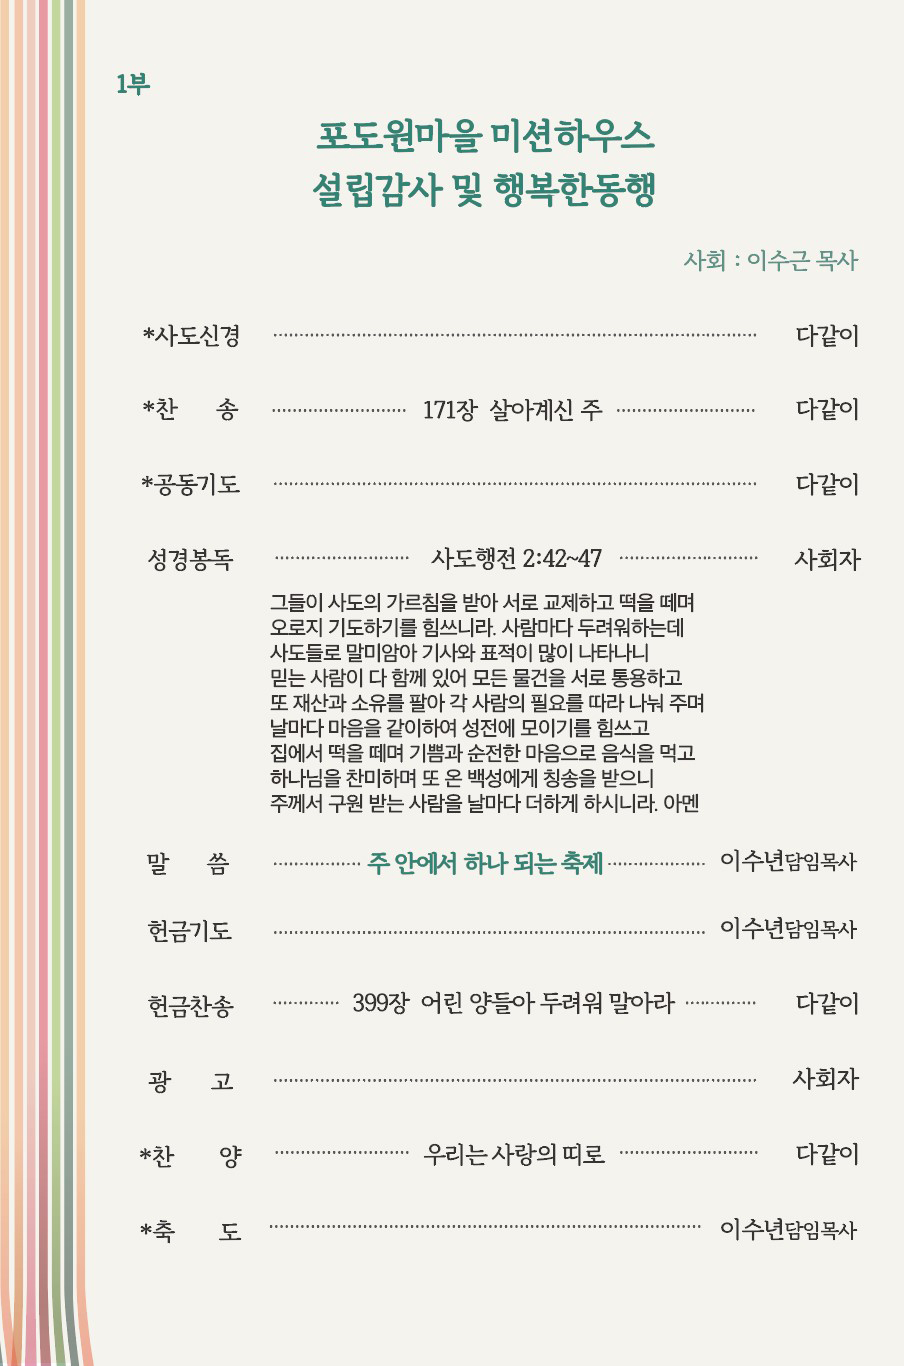 1부
포도원마을 미션하우스
설립감사 및 행복한동행
사회 : 이수근 목사
*사도신경 다같이
*찬 송 171장 살아계신 주 다같이
*공동기도 다같이
성경봉독 사도행전 2:42~47 사회자
그들이 사도의 가르침을 받아 서로 교제하고 떡을 떼며
오로지 기도하기를 힘쓰니라. 사람마다 두려워하는데
사도들로 말미암아 기사와 표적이 많이 나타나니
믿는 사람이 다 함께 있어 모든 물건을 서로 통용하고
또 재산과 소유를 팔아 각 사람의 필요를 따라 나눠 주며
날마다 마음을 같이하여 성전에 모이기를 힘쓰고
집에서 떡을 떼며 기쁨과 순전한 마음으로 음식을 먹고
하나님을 찬미하며 또 온 백성에게 칭송을 받으니
주께서 구원 받는 사람을 날마다 더하게 하시니라. 아멘
말 씀 주 안에서 하나 되는 축제 이수년담임목사
헌금기도 이수년담임목사
헌금찬송 399장 어린 양들아 두려워 말아라 다같이
광 고 사회자
*찬 양 우리는 사랑의 띠로 다같이
*축 도 이수년담임목사